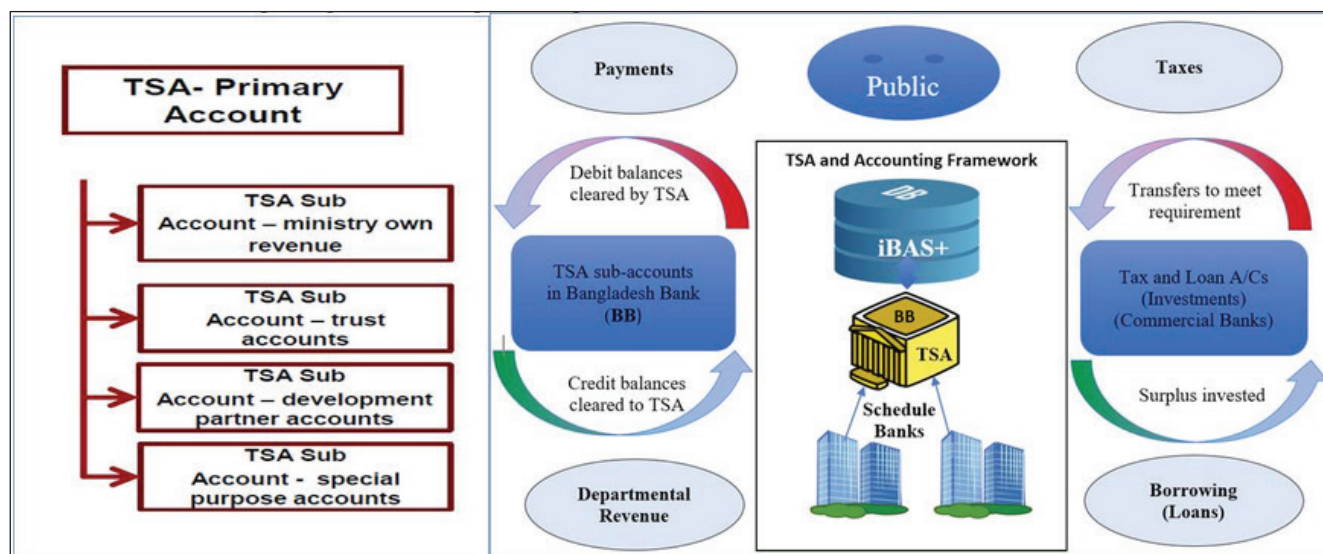 TSA- Primary
Account
TSA Sub
Account – ministry own
revenue
TSA Sub
Account – trust
accounts
TSA Sub
Account – development
partner accounts
TSA Sub
Account - special
purpose accounts
Payments
Debit balances
cleared by TSA
TSA sub-accounts
in Bangladesh Bank
(BB)
Credit balances
cleared to TSA
Departmental
Revenue
Public
TSA and Accounting Framework
DB
iBAS+
BB
TSA
Schedule
Banks
Taxes
Transfers to meet
requirement
Tax and Loan A/Cs
(Investments)
(Commercial Banks)
Surplus invested
Borrowing
(Loans)